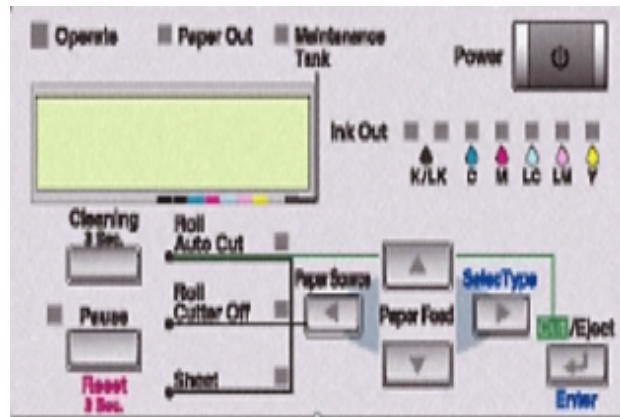 Operate
Paper Out
Maintenance
Tank
Power
Ink Out
K/LK
C
M
LC
LM
Y
Cleaning
3 Sec.
Roll
Auto Cut
Paper Source
SelecType
Roll
Cutter Off
Pause
Paper Feed
Cut/Eject
Reset
3 Sec.
Sheet
Enter